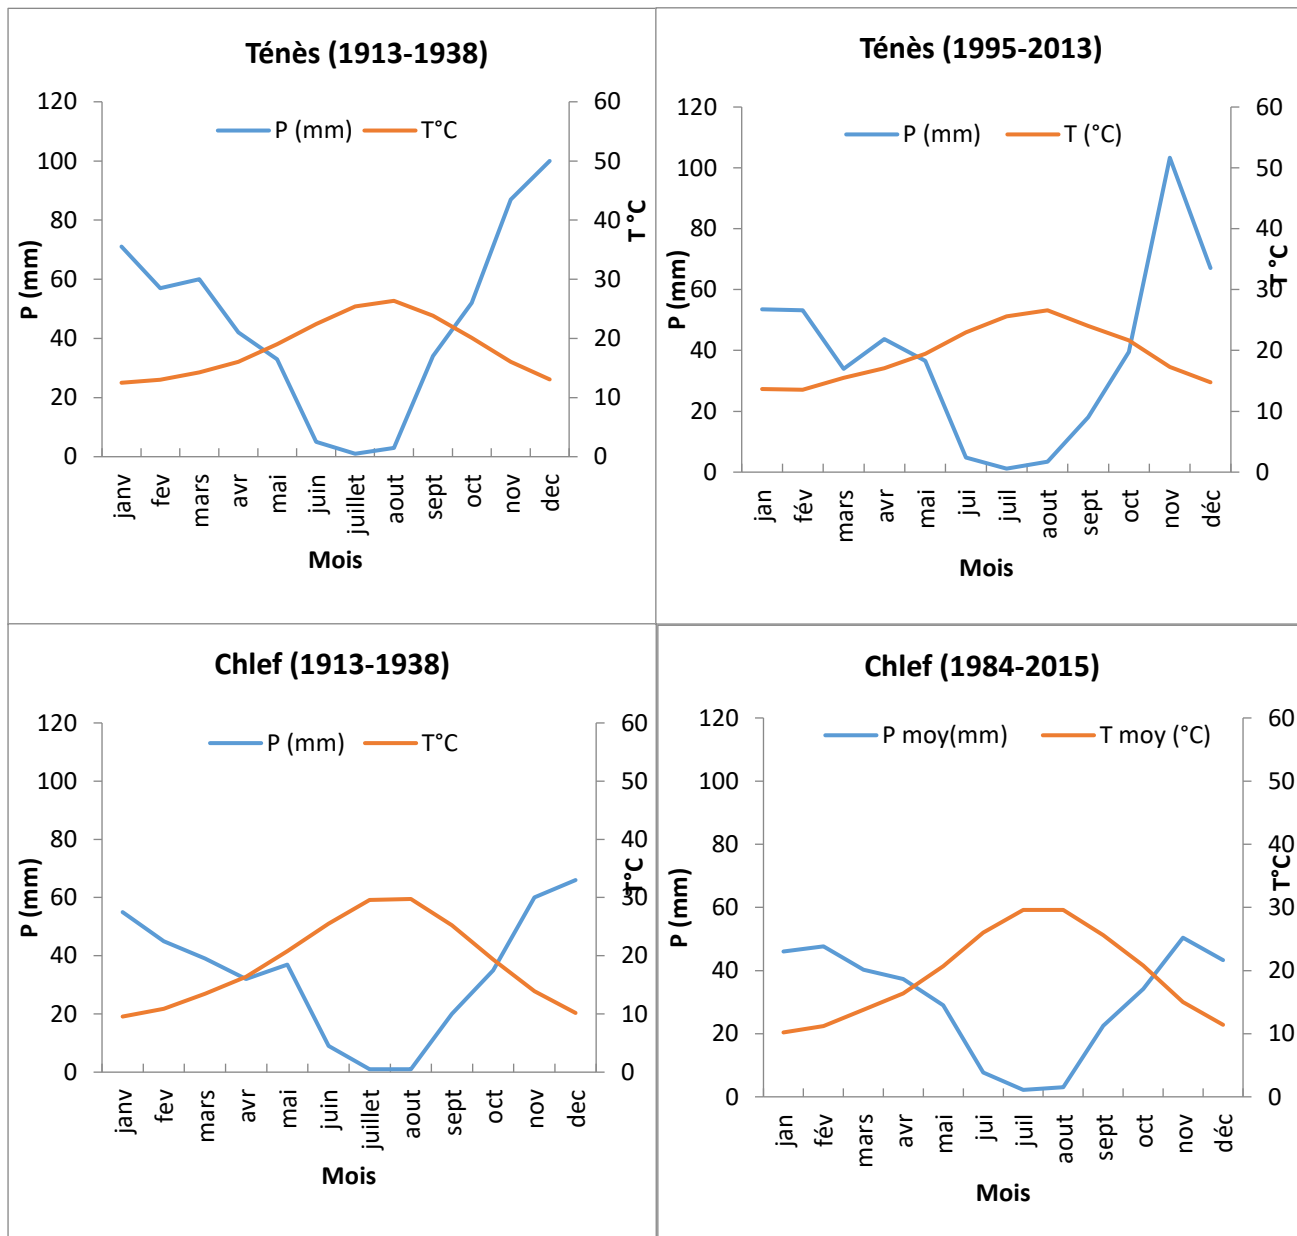 Ténès (1913-1938)
P (mm) T°C
120 100 80 60 40 20 0
P (mm)
60 50 40 30 20 10 0
T °C
janv fev mars avr mai juin juillet aout sept oct nov dec
Mois
Ténès (1995-2013)
P (mm) T (°C)
120 100 80 60 40 20 0
P (mm)
60 50 40 30 20 10 0
T °C
jan fév mars avr mai jui juil aout sept oct nov déc
Mois
Chlef (1913-1938)
P (mm) T°C
120 100 80 60 40 20 0
P (mm)
60 50 40 30 20 10 0
T°C
janv fev mars avr mai juin juillet aout sept oct nov dec
Mois
Chlef (1984-2015)
P moy(mm) T moy (°C)
120 100 80 60 40 20 0
P (mm)
60 50 40 30 20 10 0
T°C
jan fév mars avr mai jui juil aout sept oct nov déc
Mois